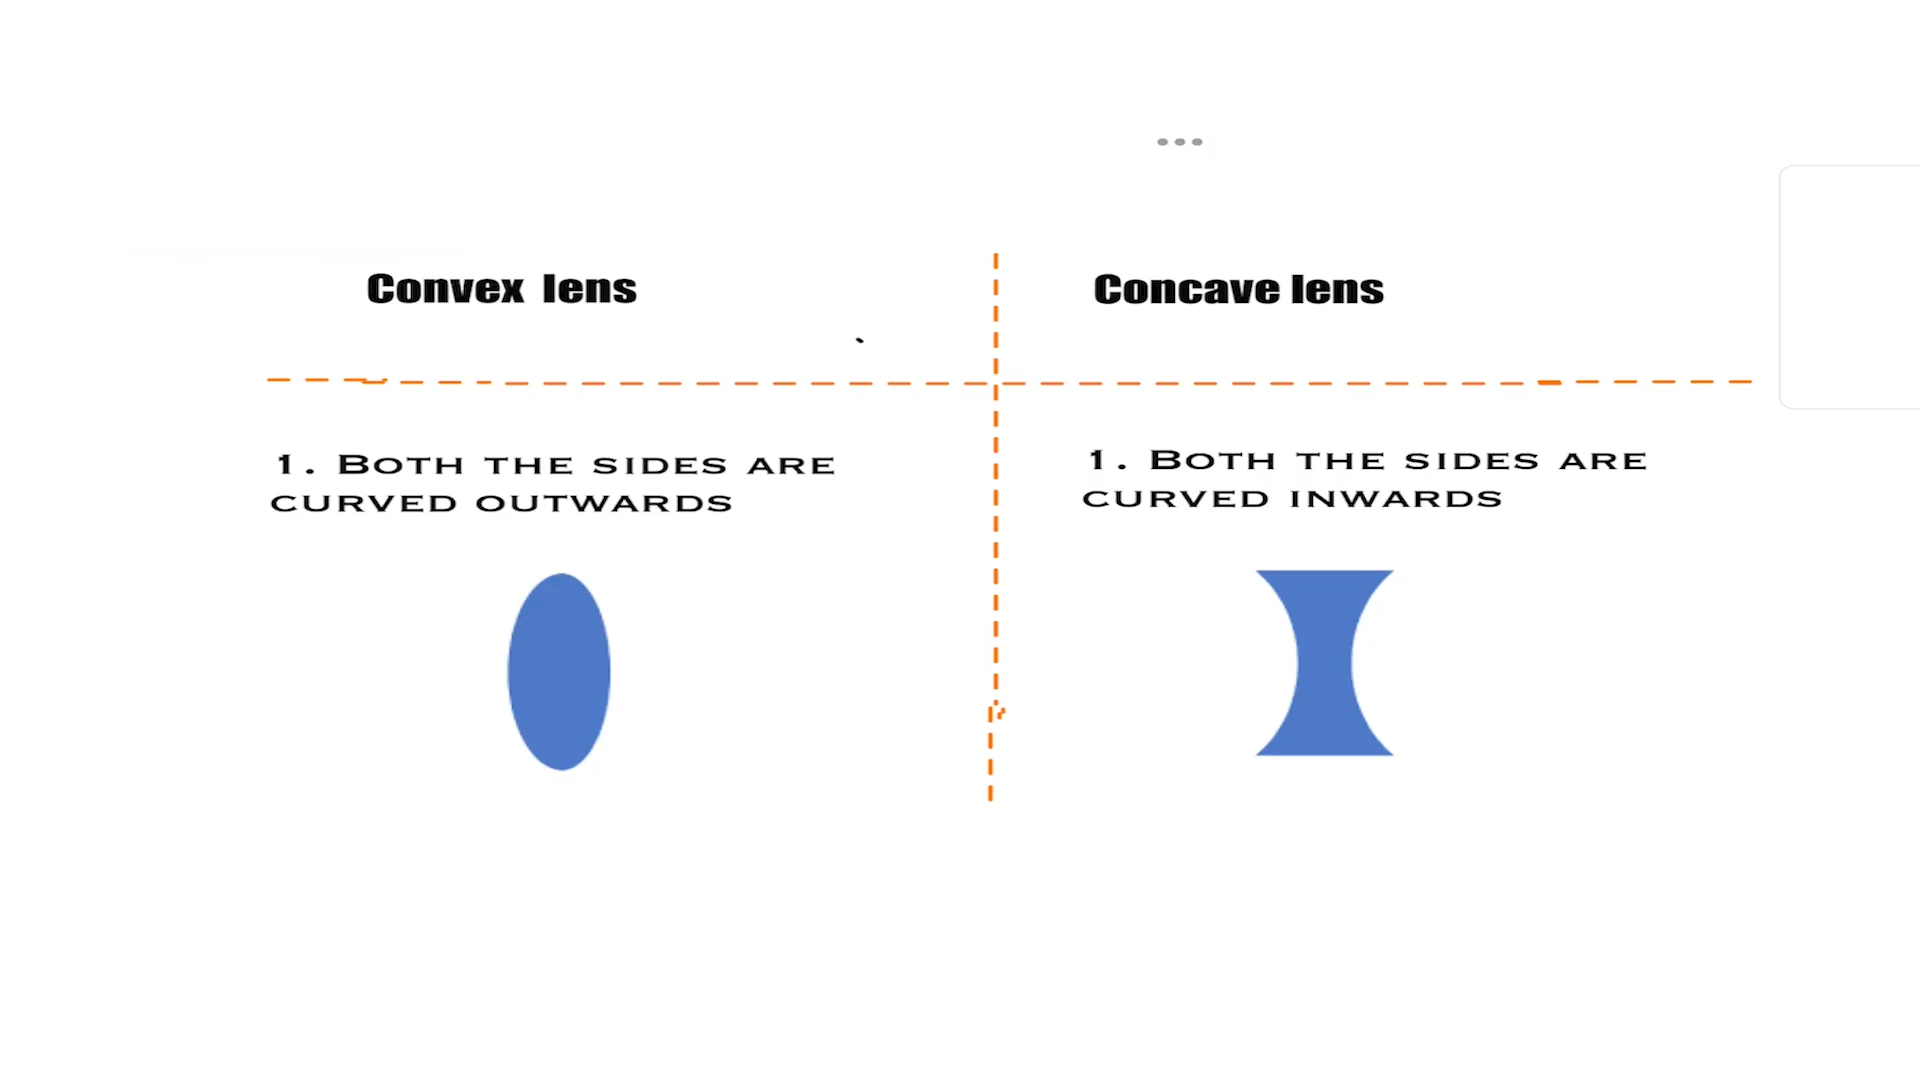 Convex lens
Concave lens
1. Both the sides are
curved outwards
1. Both the sides are
curved inwards